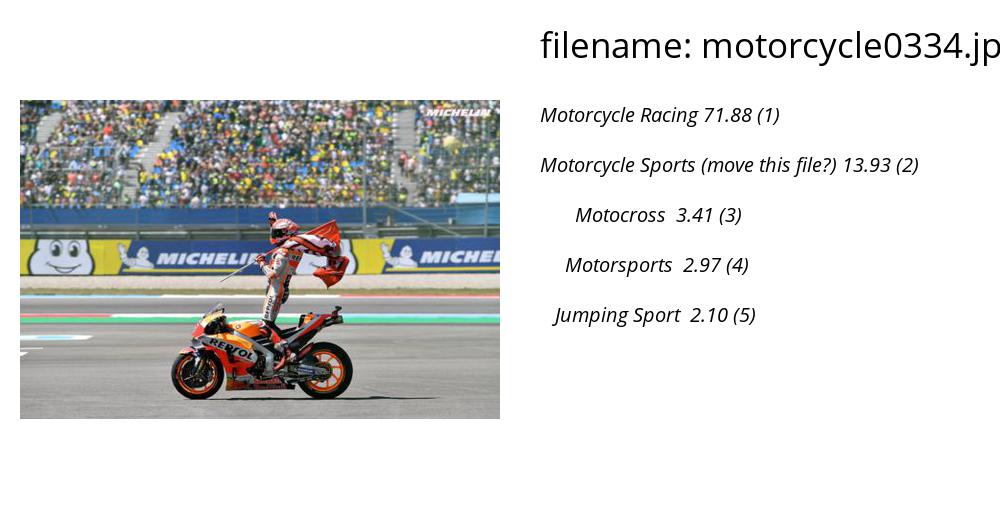 filename: motorcycle0334.jp
Motorcycle Racing 71.88 (1)
MICHELIN
Motorcycle Sports (move this file?) 13.93 (2)
Motocross 3.41 (3)
Motorsports 2.97 (4)
MICHELIN
MICHELIN
Jumping Sport 2.10 (5)
REPSOL
REPSOL